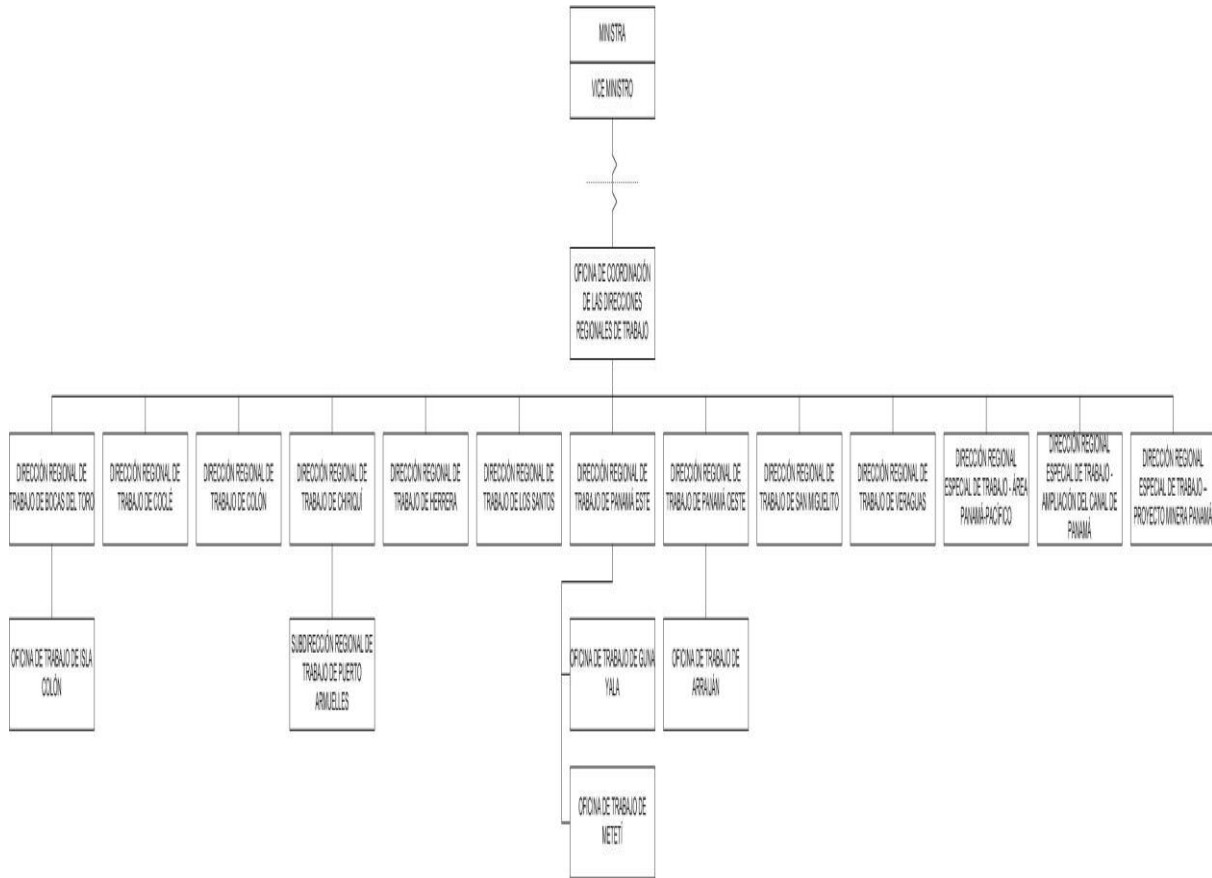 MINISTRA
VICE MINISTRO
OFICINA DE COORDINACIÓN
DE LAS DIRECCIONES
REGIONALES DE TRABAJO
DIRECCIÓN REGIONAL DE
TRABAJO DE BOCAS DEL TORO
DIRECCIÓN REGIONAL DE
TRABAJO DE COCLÉ
DIRECCIÓN REGIONAL DE
TRABAJO DE COLÓN
DIRECCIÓN REGIONAL DE
TRABAJO DE CHIRIQUÍ
DIRECCIÓN REGIONAL DE
TRABAJO DE HERRERA
DIRECCIÓN REGIONAL DE
TRABAJO DE LOS SANTOS
DIRECCIÓN REGIONAL DE
TRABAJO DE PANAMÁ ESTE
DIRECCIÓN REGIONAL DE
TRABAJO DE PANAMÁ OESTE
DIRECCIÓN REGIONAL DE
TRABAJO DE SAN MIGUELITO
DIRECCIÓN REGIONAL DE
TRABAJO DE VERAGUAS
DIRECCIÓN REGIONAL
ESPECIAL DE TRABAJO - ÁREA
PANAMÁ-PACÍFICO
DIRECCIÓN REGIONAL
ESPECIAL DE TRABAJO -
AMPLIACIÓN DEL CANAL DE
PANAMÁ
DIRECCIÓN REGIONAL
ESPECIAL DE TRABAJO –
PROYECTO MINERA PANAMÁ
OFICINA DE TRABAJO DE ISLA
COLÓN
SUBDIRECCIÓN REGIONAL DE
TRABAJO DE PUERTO
ARMUELLES
OFICINA DE TRABAJO DE GUNA
YALA
OFICINA DE TRABAJO DE
ARRAIJÁN
OFICINA DE TRABAJO DE
METETÍ